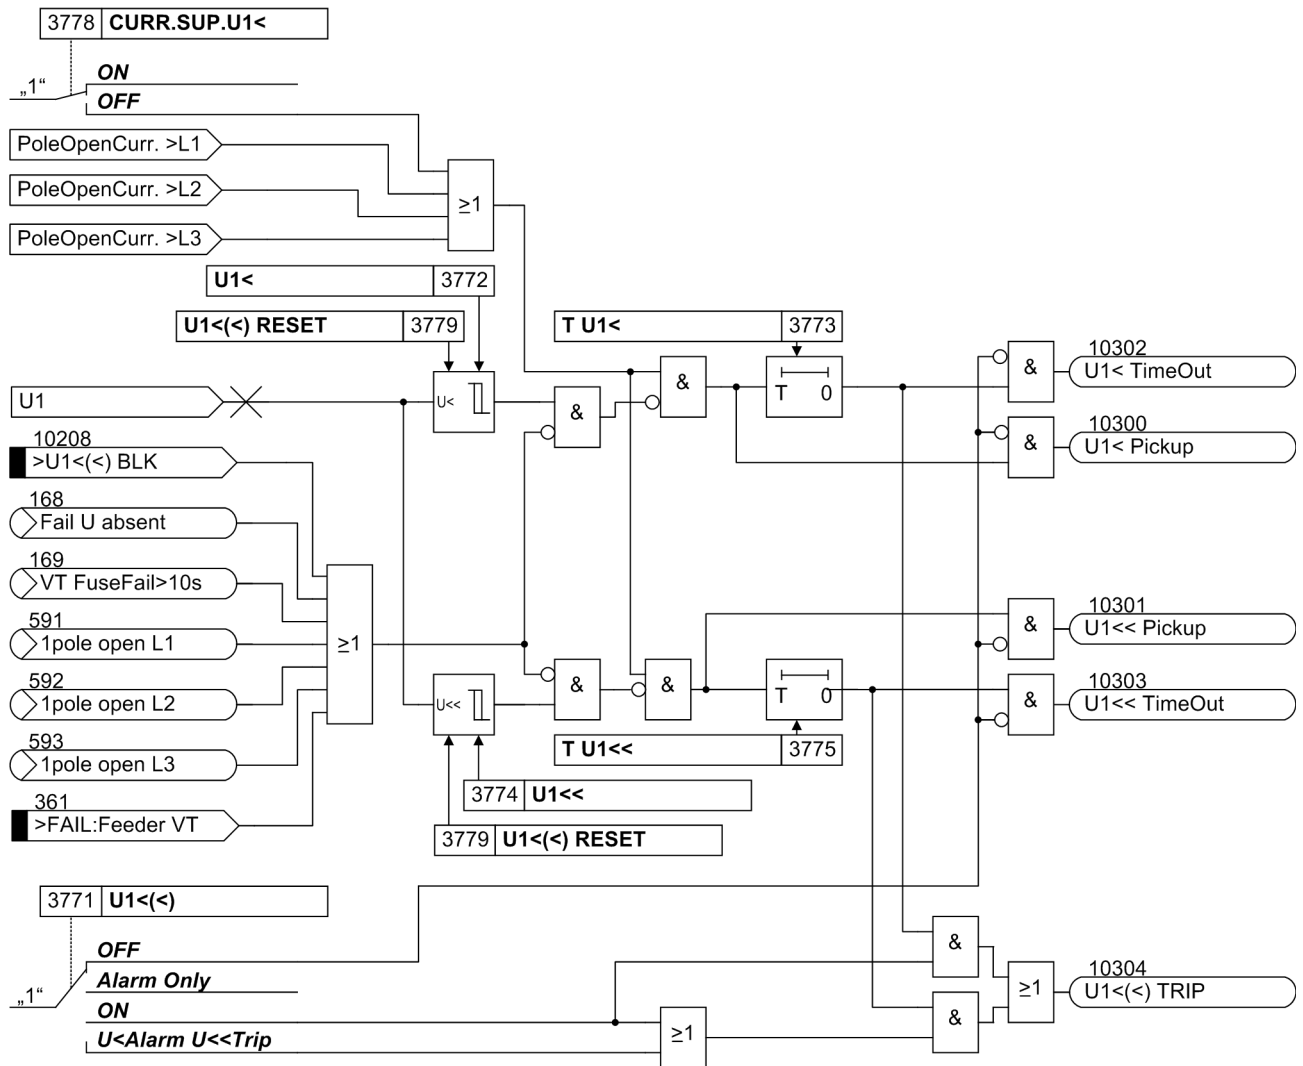 3778 CURR.SUP.U1<
„1“
ON
OFF
PoleOpenCurr. >L1
PoleOpenCurr. >L2
PoleOpenCurr. >L3
≥1
U1< 3772
U1<(<) RESET 3779
T U1< 3773
U1
U<
&
&
T 0
&
10302
U1< TimeOut
&
10300
U1< Pickup
10208
>U1<(<) BLK
168
Fail U absent
169
VT FuseFail>10s
591
1pole open L1
592
1pole open L2
593
1pole open L3
361
>FAIL:Feeder VT
≥1
U<<
&
&
T 0
&
10301
U1<< Pickup
&
10303
U1<< TimeOut
T U1<< 3775
3774 U1<<
3779 U1<(<) RESET
3771 U1<(<)
„1“
OFF
Alarm Only
ON
U<Alarm U<<Trip
≥1
&
&
≥1
10304
U1<(<) TRIP